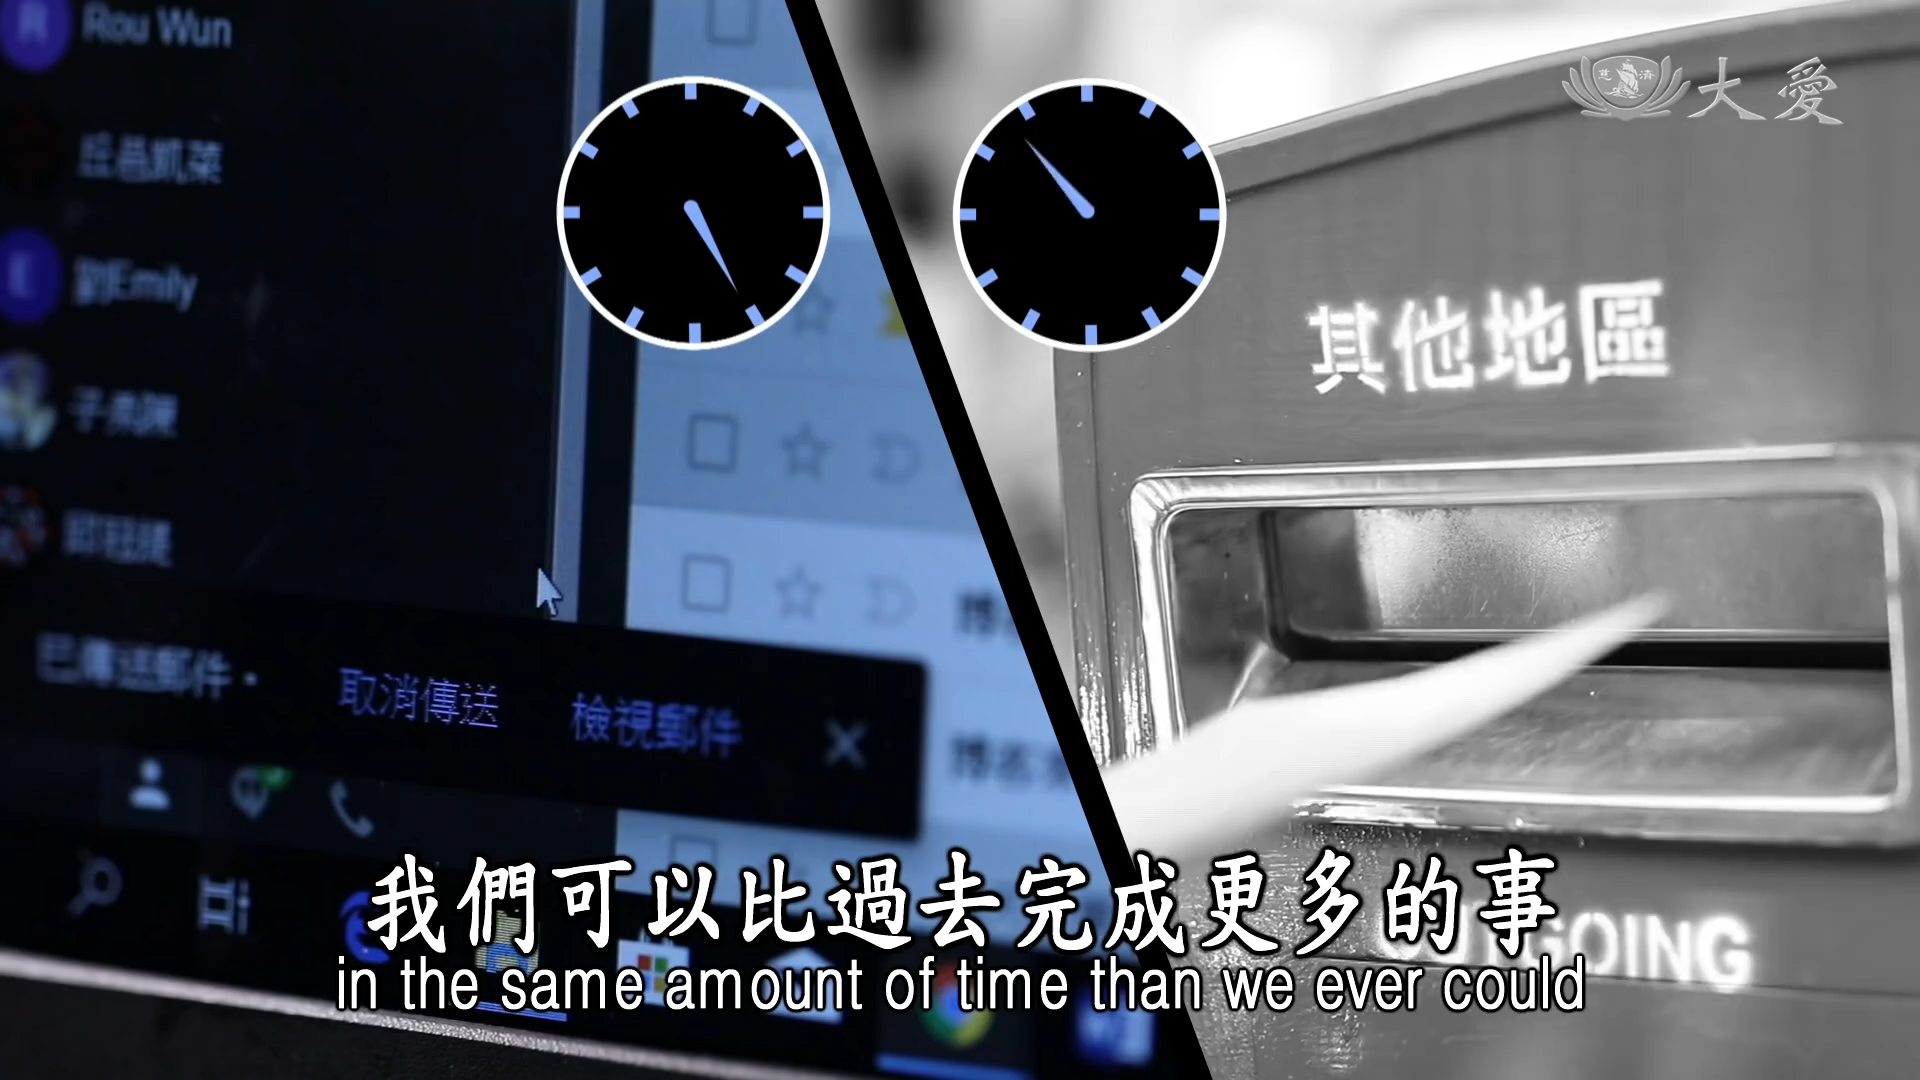 Rou Wun
大愛
劉Emily
其他地區
已傳送郵件。
取消傳送
檢視郵件
我們可以比過去完成更多的事
OUTGOING
in the same amount of time than we ever could